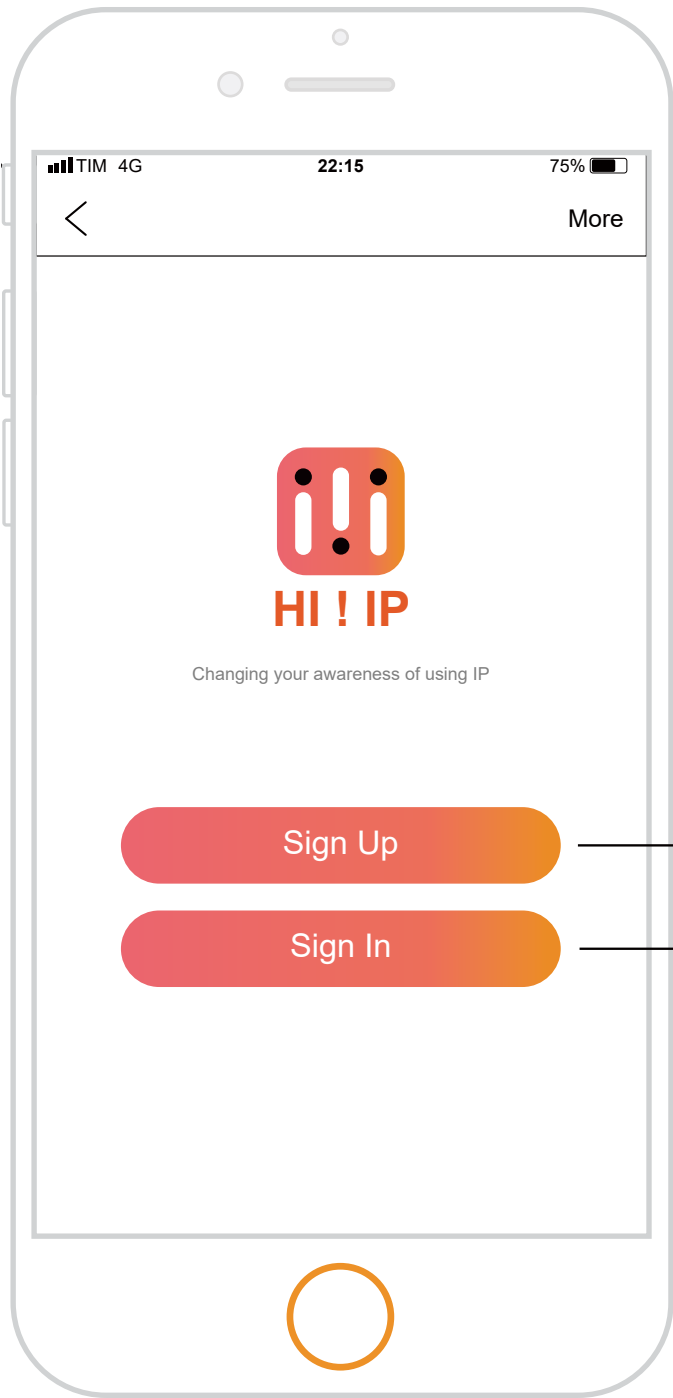 TIM 4G 22:15 75%
More
HI ! IP
Changing your awareness of using IP
Sign Up
Sign In